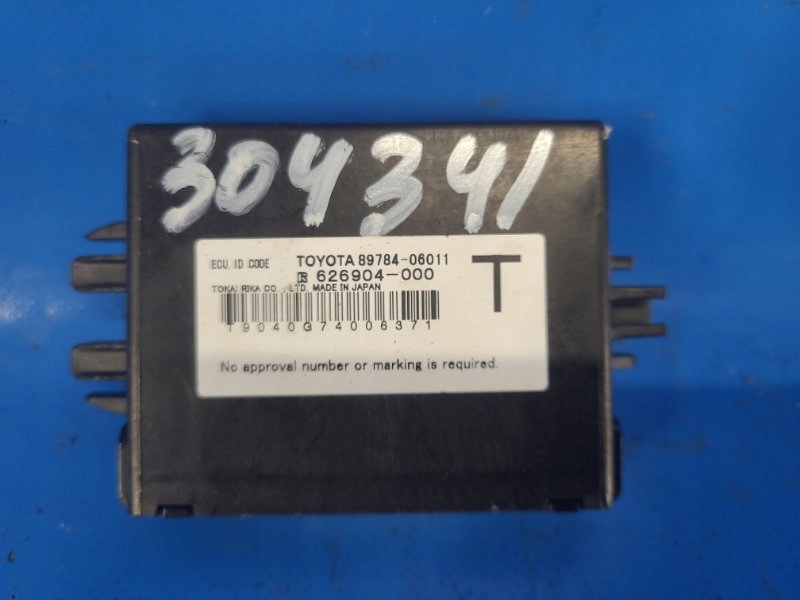 304341
ECU ID CODE TOYOTA 89784-06011
R 626904-000 T
TOKAI RIKA CO., LTD. MADE IN JAPAN
19040G74006371
No approval number or marking is required.